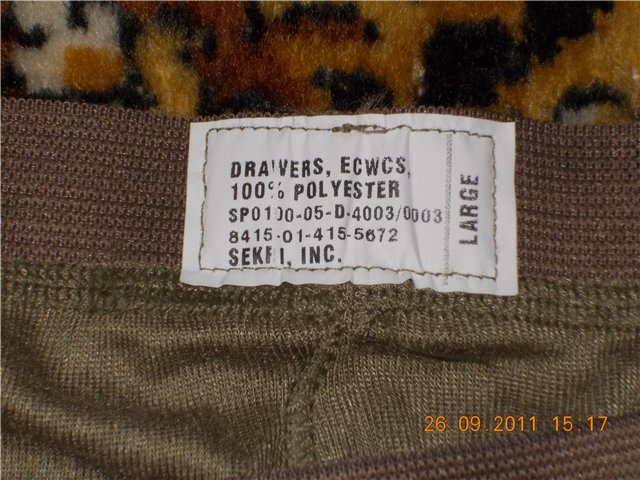 DRAWERS, ECWCS,
100% POLYESTER
SP0100-05-D-4003/0003
8415-01-415-5672
SEKRI, INC.
LARGE
26.09.2011 15:17